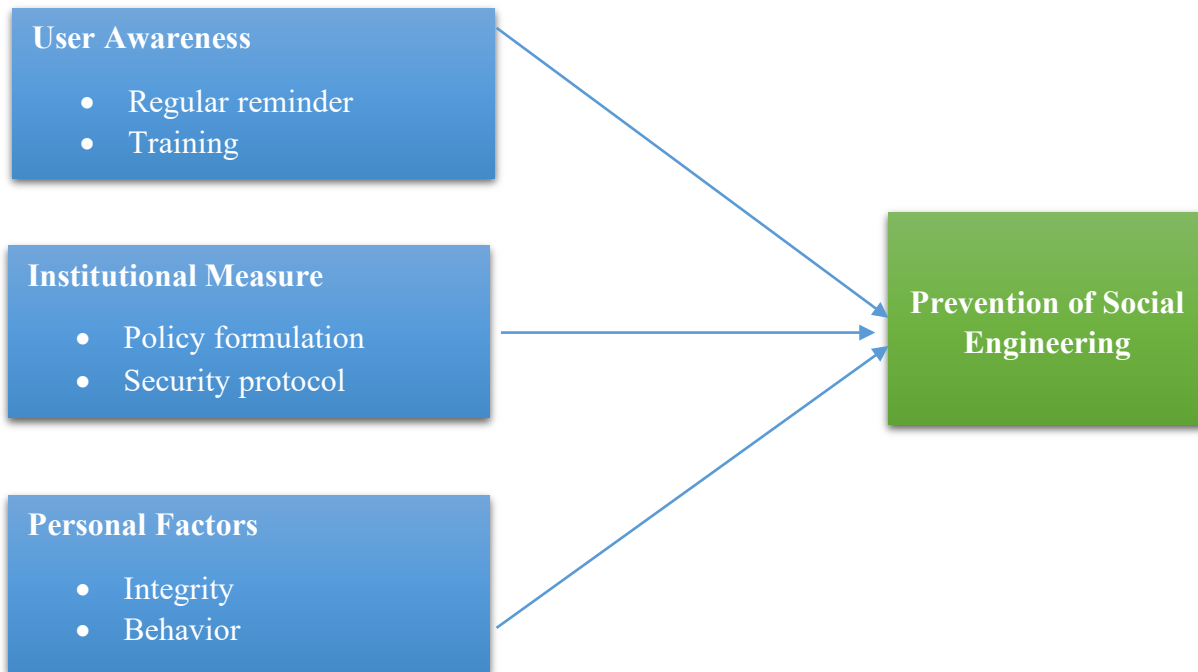 User Awareness
• Regular reminder
• Training
Institutional Measure
• Policy formulation
• Security protocol
Personal Factors
• Integrity
• Behavior
Prevention of Social
Engineering